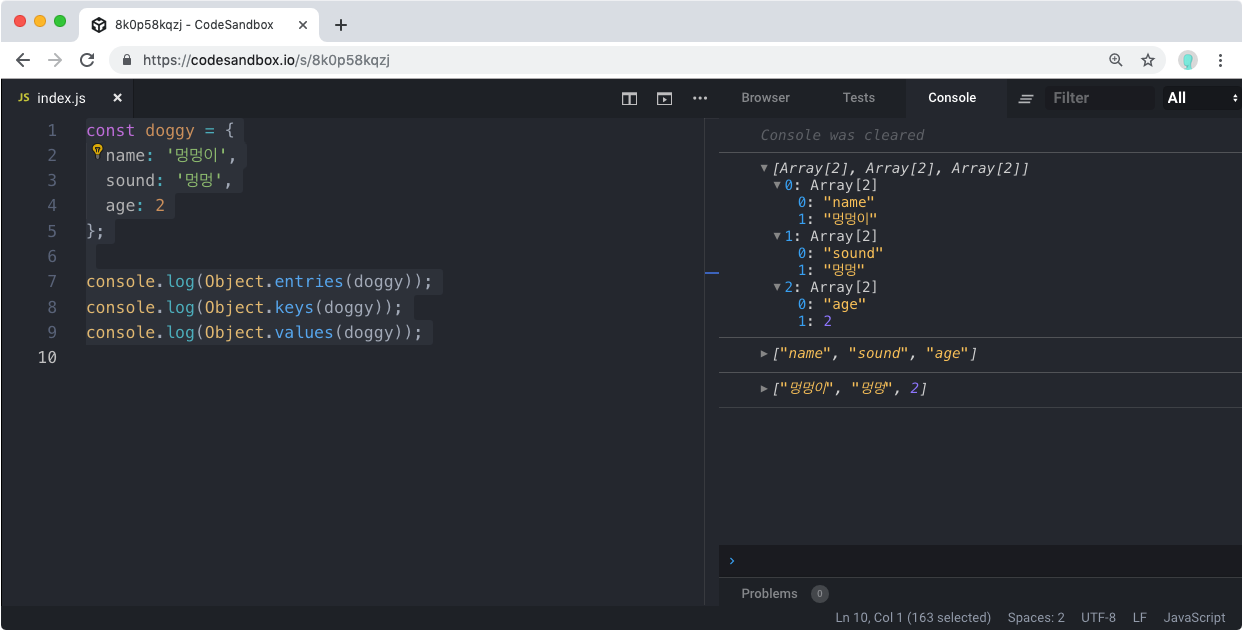 8k0p58kqzj - CodeSandbox
https://codesandbox.io/s/8k0p58kqzj
JS index.js
Browser Tests Console Filter All
1 const doggy = {
2 name: '멍멍이',
3 sound: '멍멍',
4 age: 2
5 };
6
7 console.log(Object.entries(doggy));
8 console.log(Object.keys(doggy));
9 console.log(Object.values(doggy));
10
Console was cleared
[Array[2], Array[2], Array[2]]
0: Array[2]
0: "name"
1: "멍멍이"
1: Array[2]
0: "sound"
1: "멍멍"
2: Array[2]
0: "age"
1: 2
["name", "sound", "age"]
["멍멍이", "멍멍", 2]
Problems 0
Ln 10, Col 1 (163 selected) Spaces: 2 UTF-8 LF JavaScript